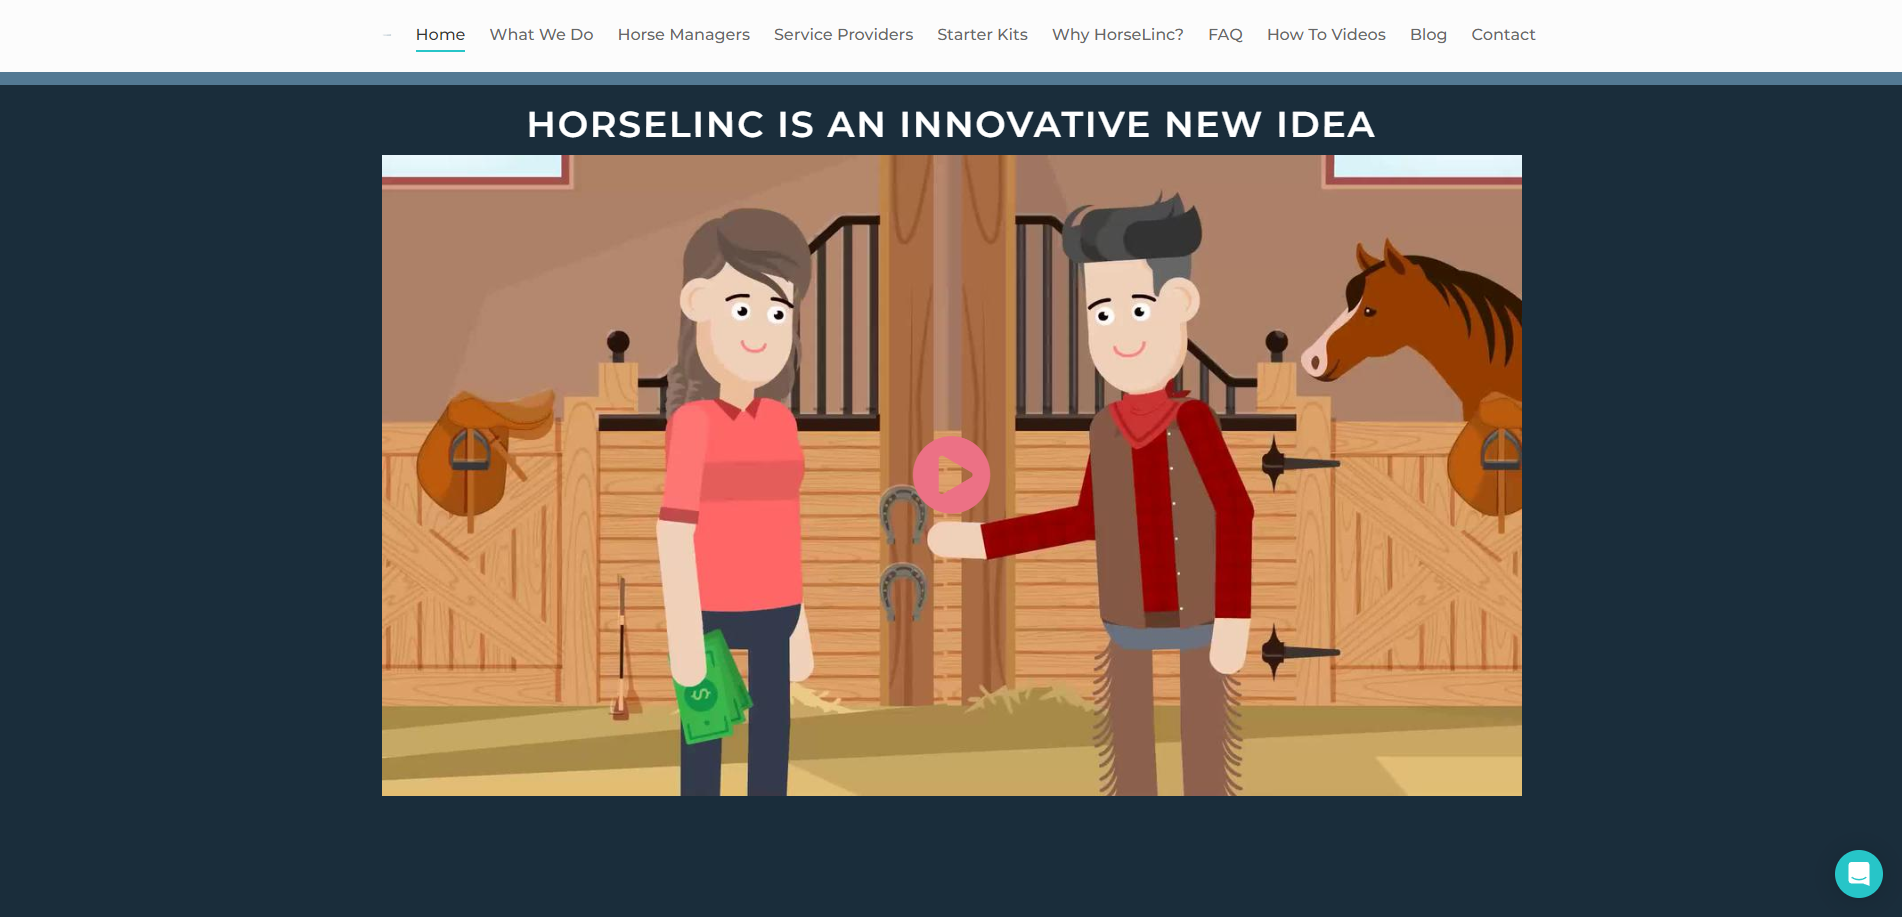 Home What We Do Horse Managers Service Providers Starter Kits Why HorseLinc? FAQ How To Videos Blog Contact
HORSELINC IS AN INNOVATIVE NEW IDEA
$